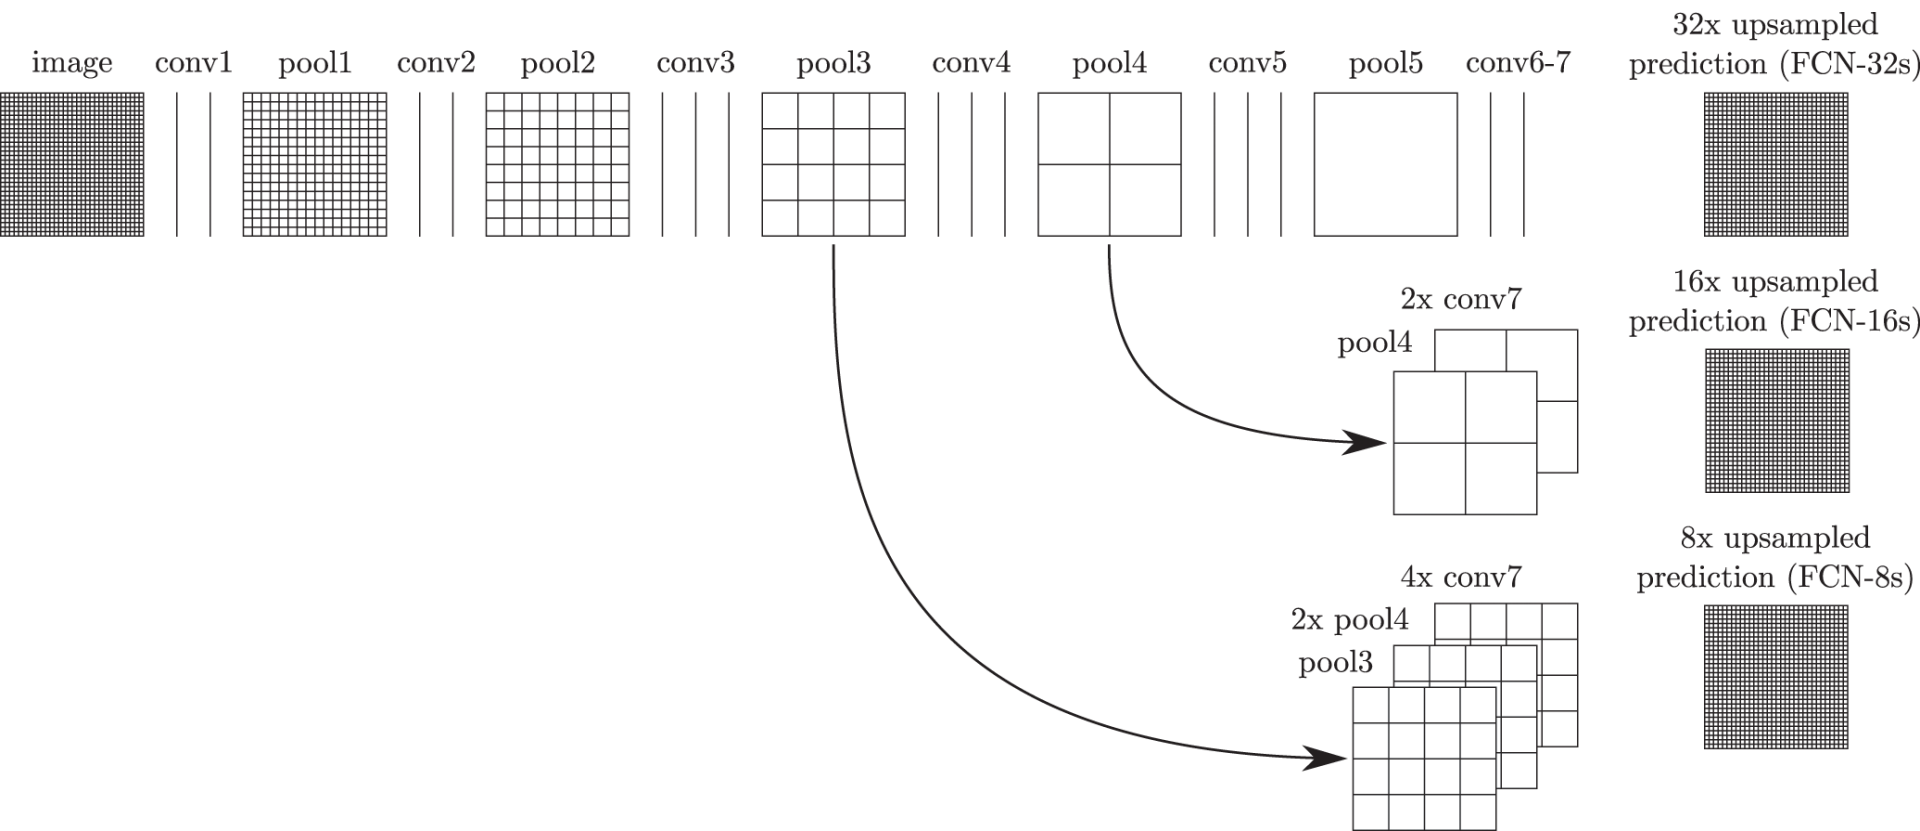 32x upsampled
prediction (FCN-32s)
image conv1 pool1 conv2 pool2 conv3 pool3 conv4 pool4 conv5 pool5 conv6-7
16x upsampled
prediction (FCN-16s)
2x conv7
pool4
8x upsampled
prediction (FCN-8s)
4x conv7
2x pool4
pool3